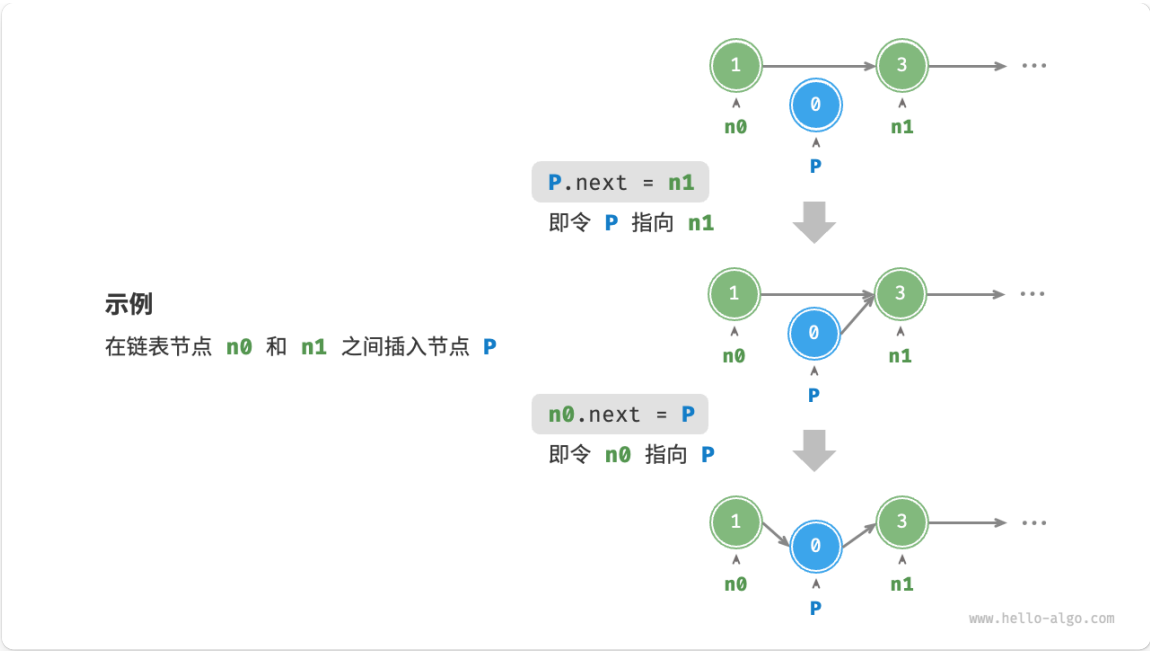 1
3
...
0
n0
n1
P
P.next = n1
即令 P 指向 n1
示例
在链表节点 n0 和 n1 之间插入节点 P
1
3
...
0
n0
n1
P
n0.next = P
即令 n0 指向 P
1
3
...
0
n0
n1
P
www.hello-algo.com